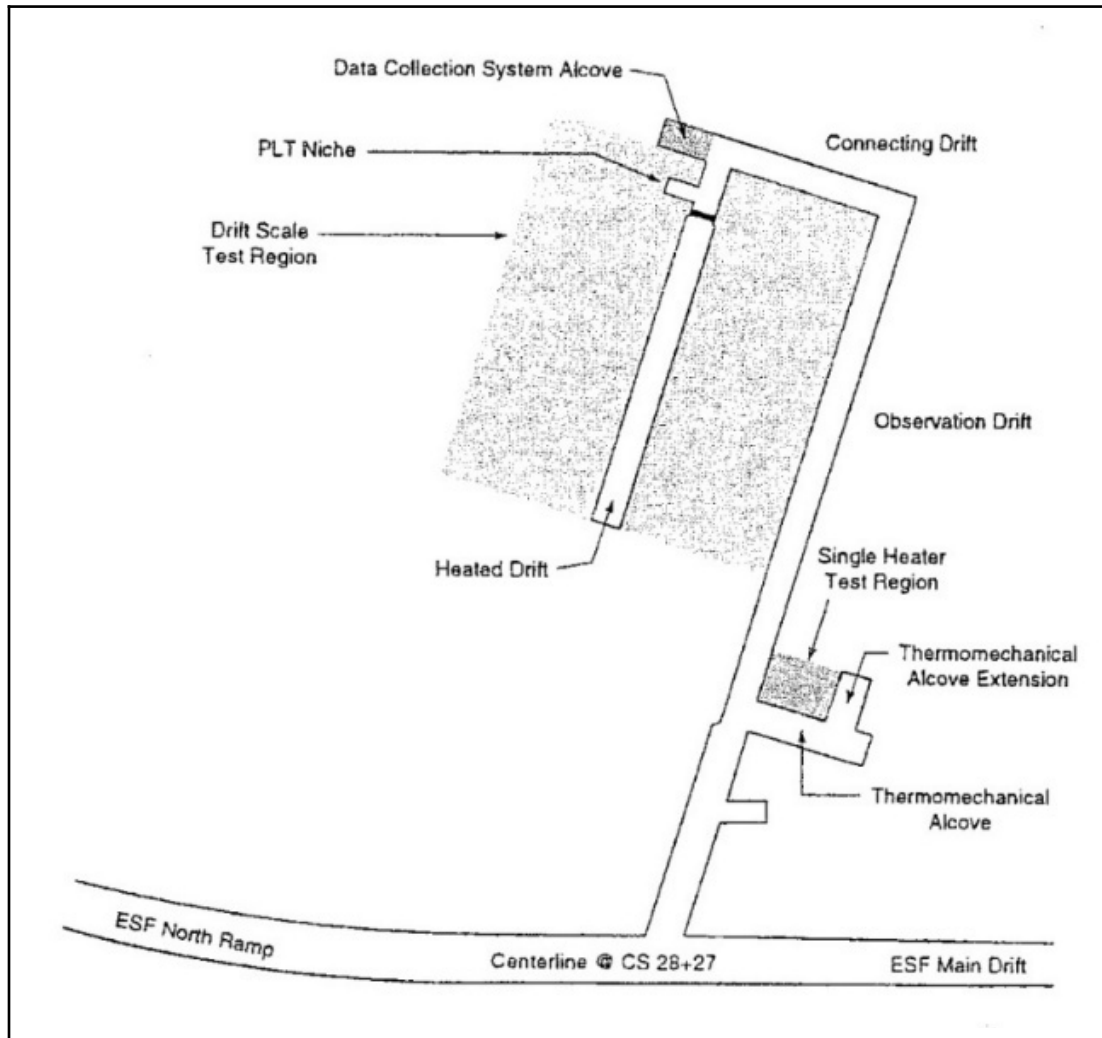 Data Collection System Alcove
PLT Niche
Connecting Drift
Drift Scale
Test Region
Observation Drift
Heated Drift
Single Heater
Test Region
Thermomechanical
Alcove Extension
Thermomechanical
Alcove
ESF North Ramp
Centerline @ CS 28+27
ESF Main Drift